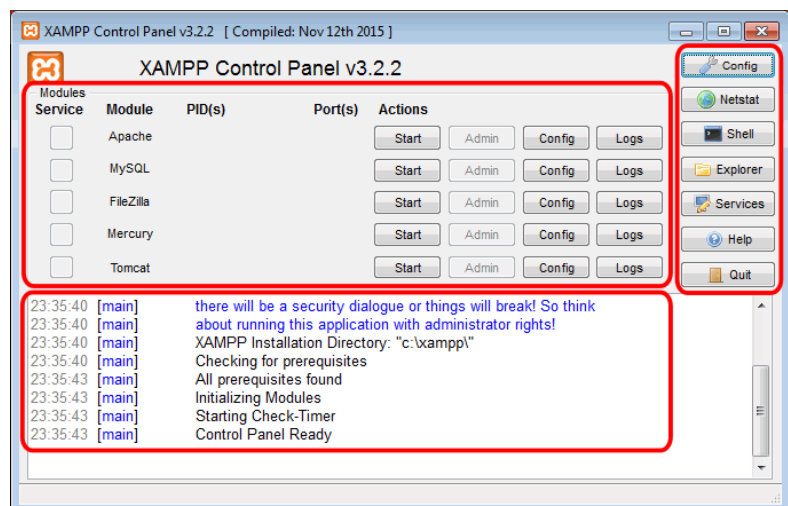 XAMPP Control Panel v3.2.2 [ Compiled: Nov 12th 2015 ]
XAMPP Control Panel v3.2.2
Modules
Service Module PID(s) Port(s) Actions
Apache Start Admin Config Logs
MySQL Start Admin Config Logs
FileZilla Start Admin Config Logs
Mercury Start Admin Config Logs
Tomcat Start Admin Config Logs
Config
Netstat
Shell
Explorer
Services
Help
Quit
23:35:40 [main] there will be a security dialogue or things will break! So think
23:35:40 [main] about running this application with administrator rights!
23:35:40 [main] XAMPP Installation Directory: "c:\xampp\"
23:35:40 [main] Checking for prerequisites
23:35:43 [main] All prerequisites found
23:35:43 [main] Initializing Modules
23:35:43 [main] Starting Check-Timer
23:35:43 [main] Control Panel Ready